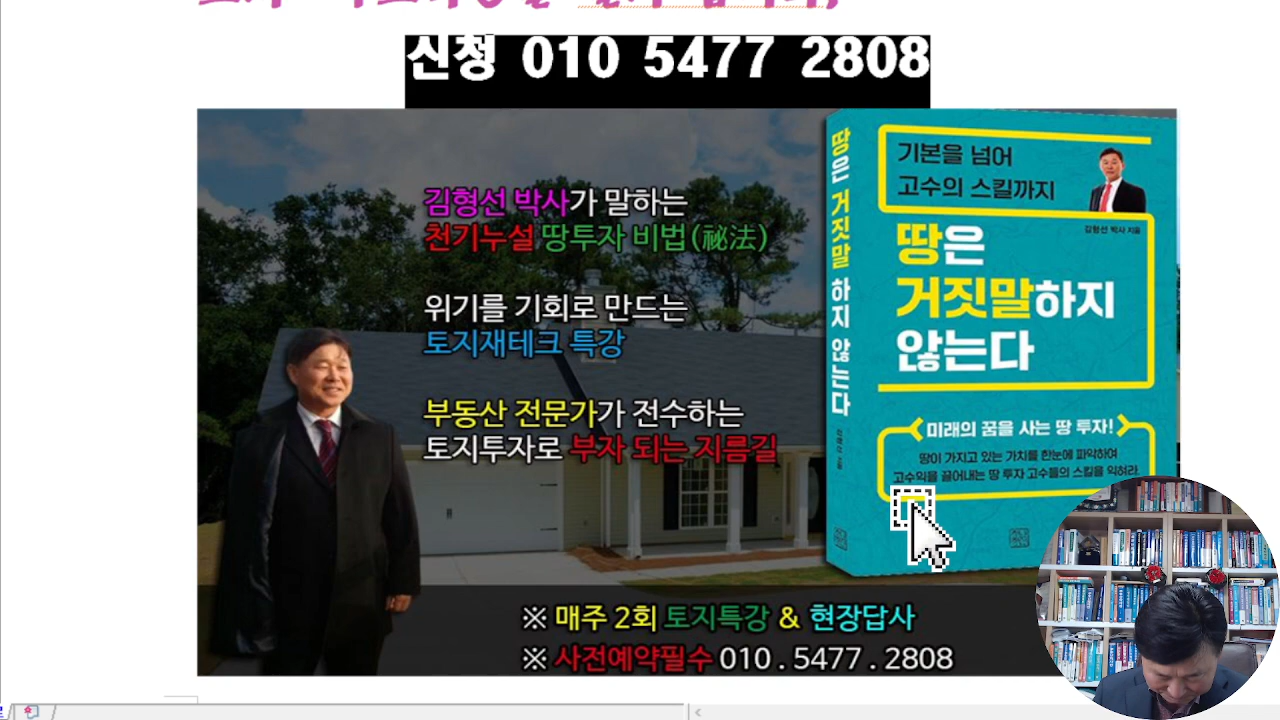 신청 010 5477 2808
김형선 박사가 말하는
천기누설 땅투자 비법(祕法)
위기를 기회로 만드는
토지재테크 특강
부동산 전문가가 전수하는
토지투자로 부자 되는 지름길
※ 매주 2회 토지특강 & 현장답사
※ 사전예약필수 010 . 5477 . 2808
땅은 거짓말 하지 않는다
기본을 넘어
고수의 스킬까지
김형선 박사 지음
땅은
거짓말하지
않는다
미래의 꿈을 사는 땅 투자!
땅이 가지고 있는 가치를 한눈에 파악하여
고수익을 끌어내는 땅 투자 고수들의 스킬을 익혀라.